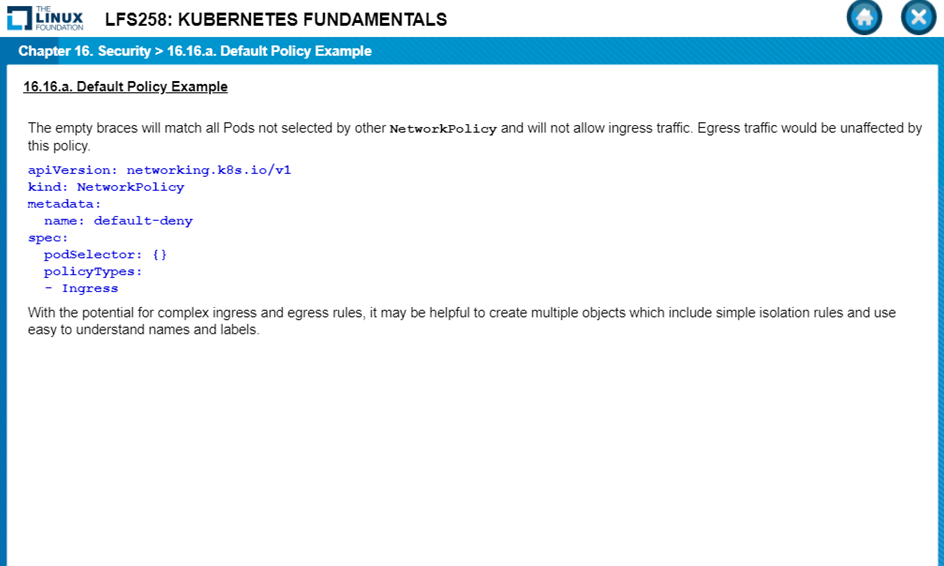 THE
LINUX
FOUNDATION
LFS258: KUBERNETES FUNDAMENTALS
Chapter 16. Security > 16.16.a. Default Policy Example
16.16.a. Default Policy Example
The empty braces will match all Pods not selected by other NetworkPolicy and will not allow ingress traffic. Egress traffic would be unaffected by
this policy.
apiVersion: networking.k8s.io/v1
kind: NetworkPolicy
metadata:
  name: default-deny
spec:
  podSelector: {}
  policyTypes:
  - Ingress
With the potential for complex ingress and egress rules, it may be helpful to create multiple objects which include simple isolation rules and use
easy to understand names and labels.